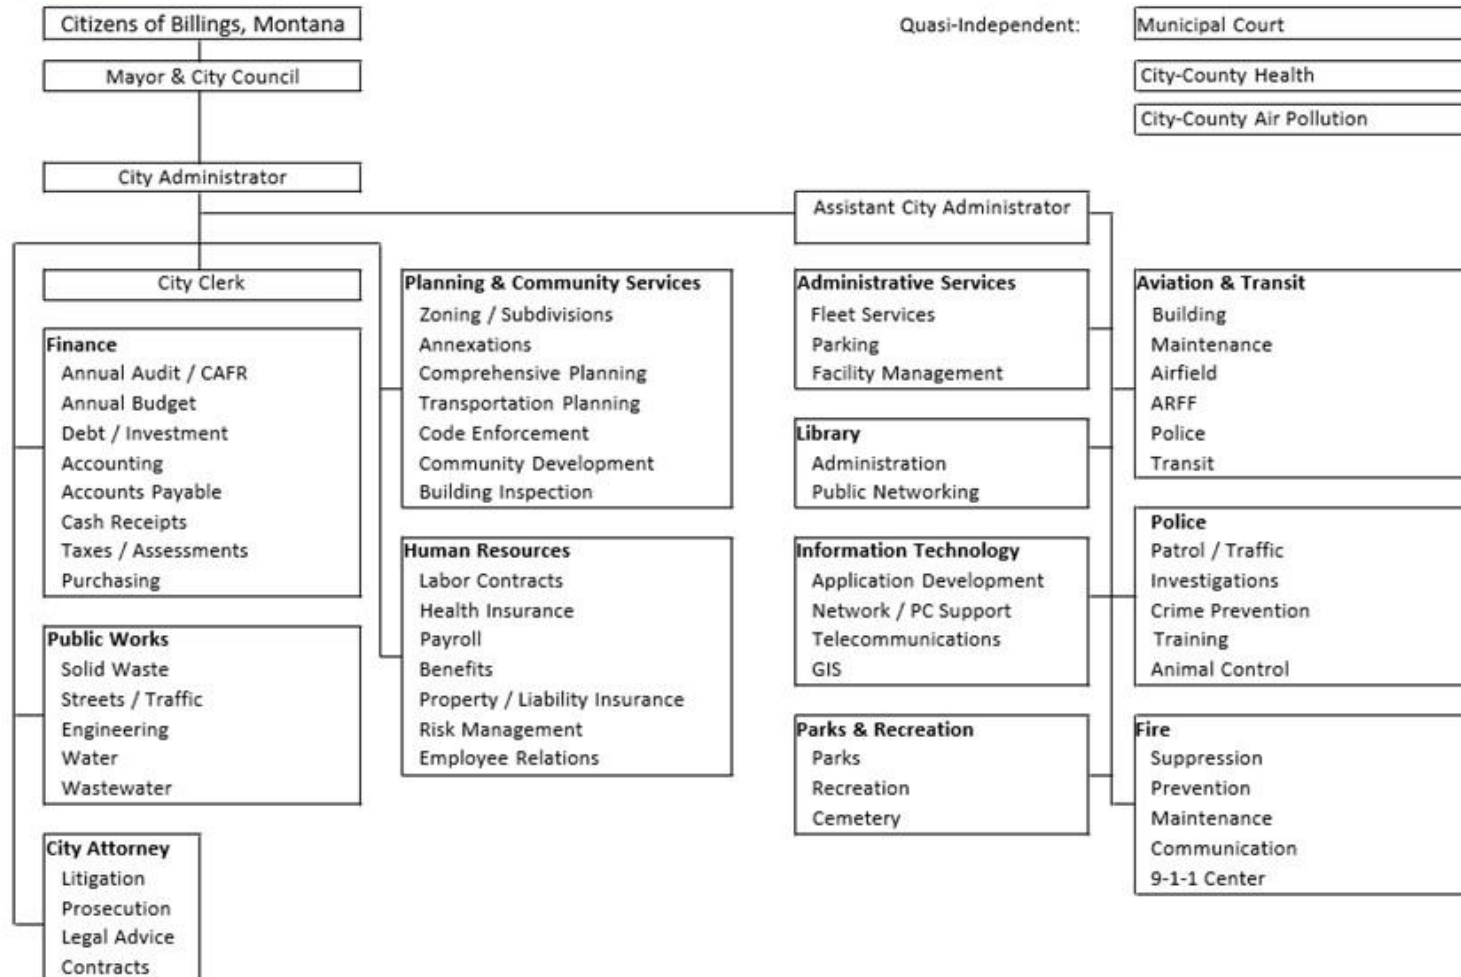 Citizens of Billings, Montana
Mayor & City Council
City Administrator
Quasi-Independent:
Municipal Court
City-County Health
City-County Air Pollution
Assistant City Administrator
City Clerk
Finance
Annual Audit / CAFR
Annual Budget
Debt / Investment
Accounting
Accounts Payable
Cash Receipts
Taxes / Assessments
Purchasing
Public Works
Solid Waste
Streets / Traffic
Engineering
Water
Wastewater
City Attorney
Litigation
Prosecution
Legal Advice
Contracts
Planning & Community Services
Zoning / Subdivisions
Annexations
Comprehensive Planning
Transportation Planning
Code Enforcement
Community Development
Building Inspection
Human Resources
Labor Contracts
Health Insurance
Payroll
Benefits
Property / Liability Insurance
Risk Management
Employee Relations
Administrative Services
Fleet Services
Parking
Facility Management
Library
Administration
Public Networking
Information Technology
Application Development
Network / PC Support
Telecommunications
GIS
Parks & Recreation
Parks
Recreation
Cemetery
Aviation & Transit
Building
Maintenance
Airfield
ARFF
Police
Transit
Police
Patrol / Traffic
Investigations
Crime Prevention
Training
Animal Control
Fire
Suppression
Prevention
Maintenance
Communication
9-1-1 Center